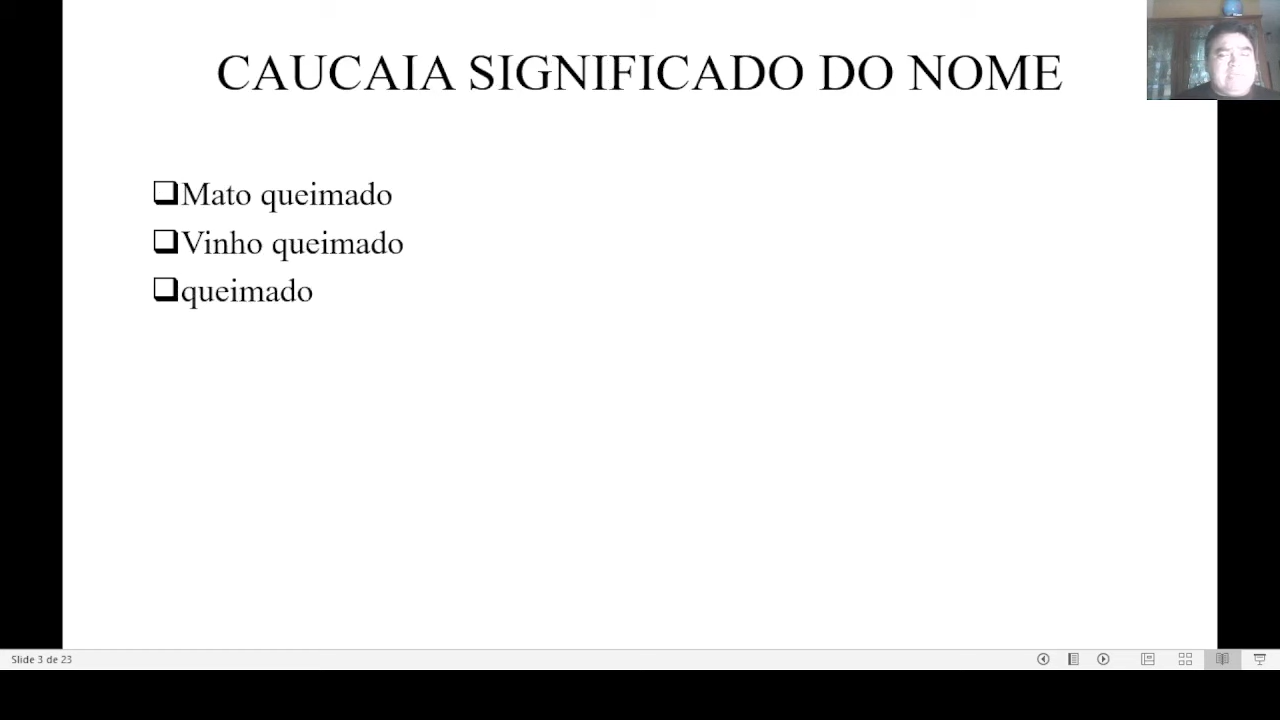 CAUCAIA SIGNIFICADO DO NOME
Mato queimado
Vinho queimado
queimado
Slide 3 de 23